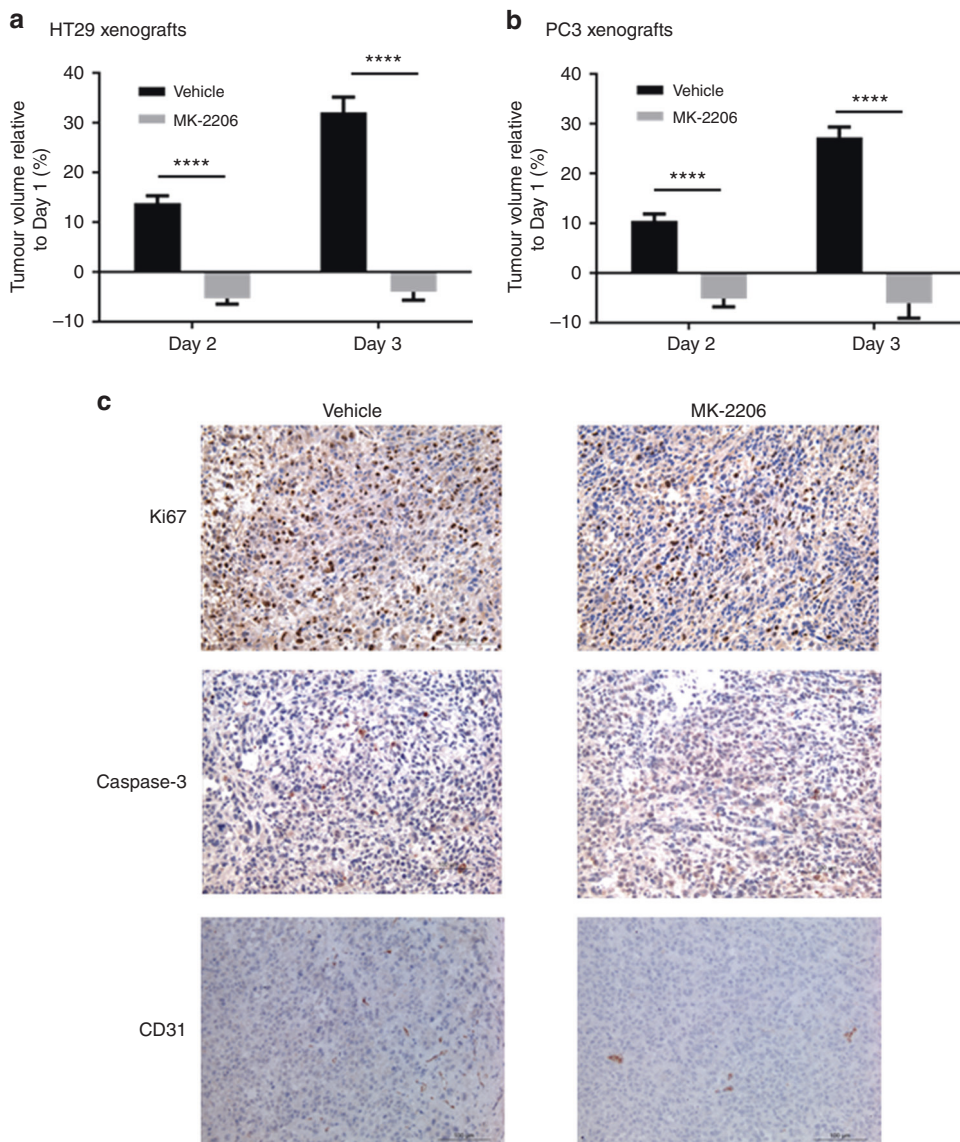 a HT29 xenografts
Tumour volume relative
to Day 1 (%)
40
30
20
10
0
–10
Vehicle
MK-2206
****
****
Day 2
Day 3
b PC3 xenografts
Tumour volume relative
to Day 1 (%)
40
30
20
10
0
–10
Vehicle
MK-2206
****
****
Day 2
Day 3
c
Vehicle
MK-2206
Ki67
Caspase-3
CD31